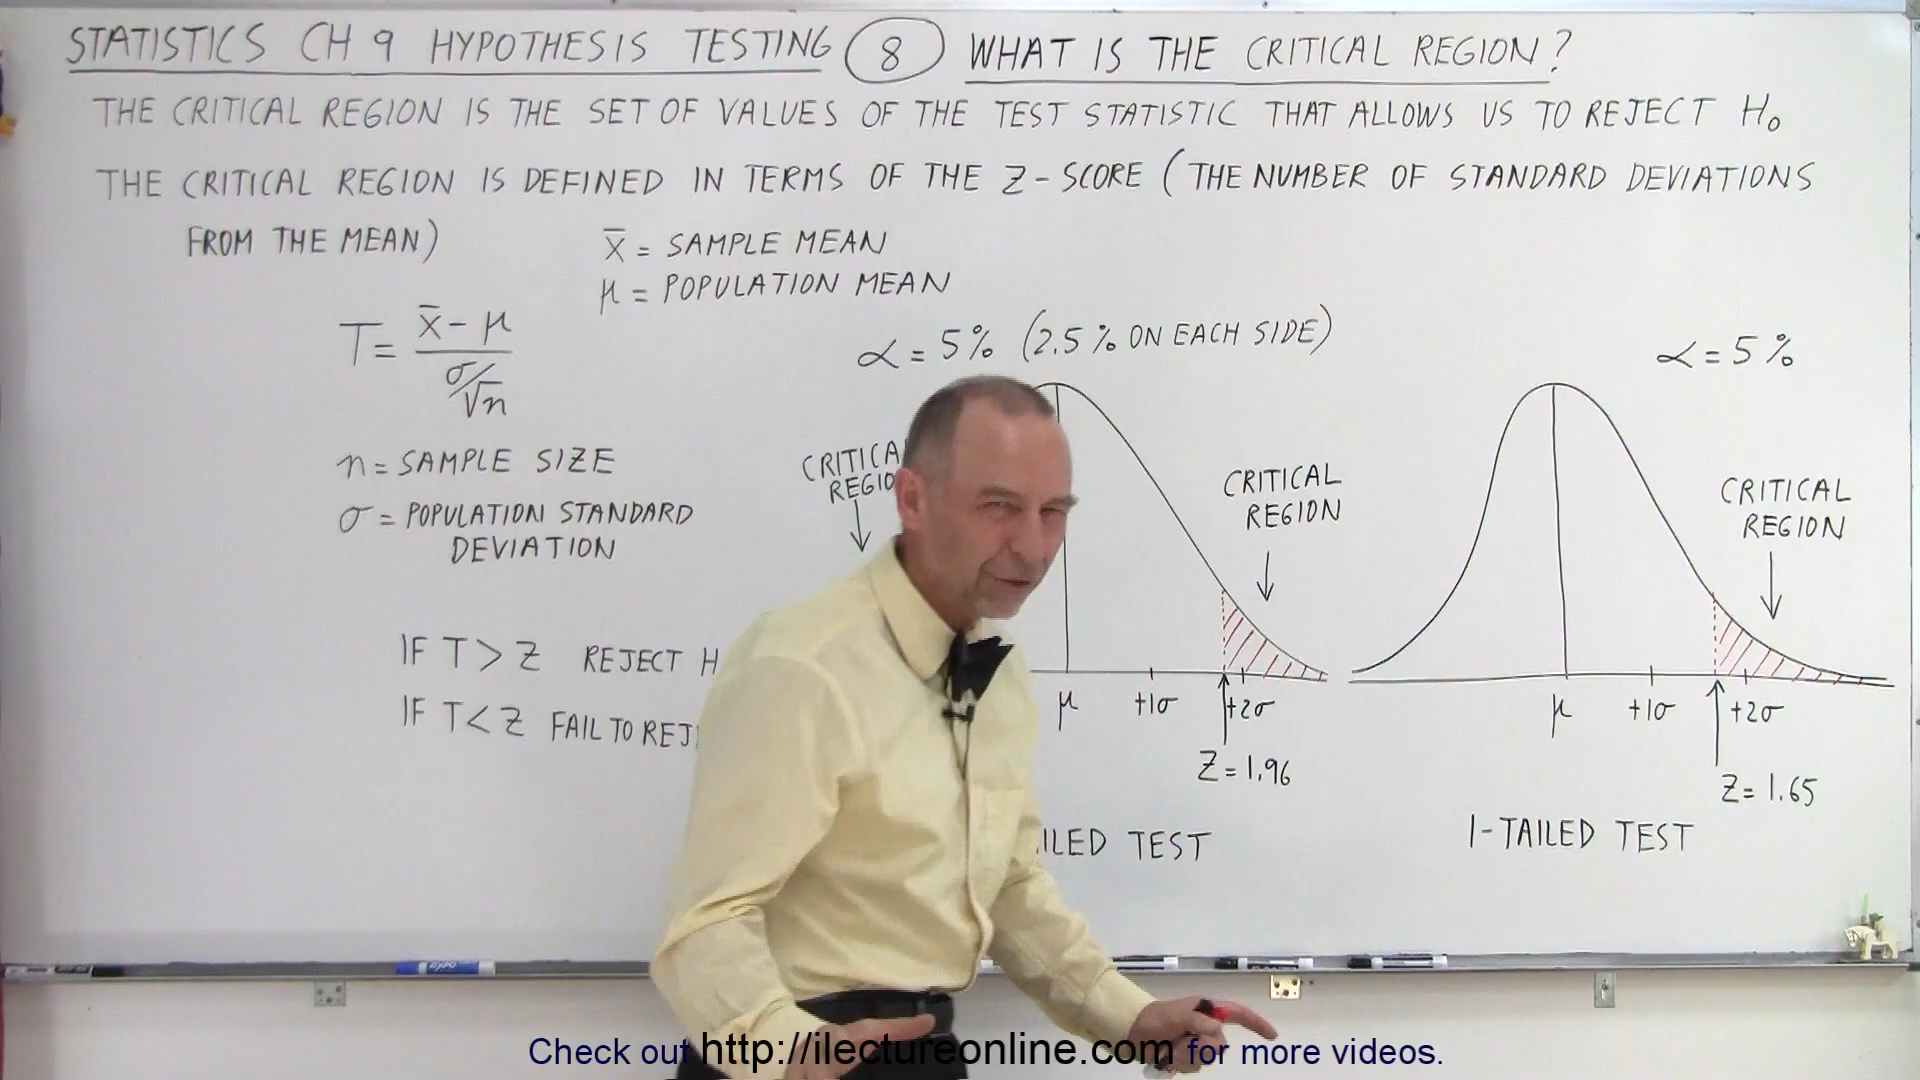 STATISTICS CH 9 HYPOTHESIS TESTING 8 WHAT IS THE CRITICAL REGION?
THE CRITICAL REGION IS THE SET OF VALUES OF THE TEST STATISTIC THAT ALLOWS US TO REJECT H₀
THE CRITICAL REGION IS DEFINED IN TERMS OF THE Z-SCORE (THE NUMBER OF STANDARD DEVIATIONS
FROM THE MEAN)
x̄ = SAMPLE MEAN
μ = POPULATION MEAN
T = (x̄ - μ) / (σ/√n)
n = SAMPLE SIZE
σ = POPULATION STANDARD
DEVIATION
IF T > Z REJECT H
IF T < Z FAIL TO REJ
α = 5% (2.5% ON EACH SIDE)
CRITICA
REGIO
CRITICAL
REGION
μ +1σ +2σ
Z = 1.96
ILED TEST
α = 5%
CRITICAL
REGION
μ +1σ +2σ
Z = 1.65
1-TAILED TEST
Check out http://ilectureonline.com for more videos.